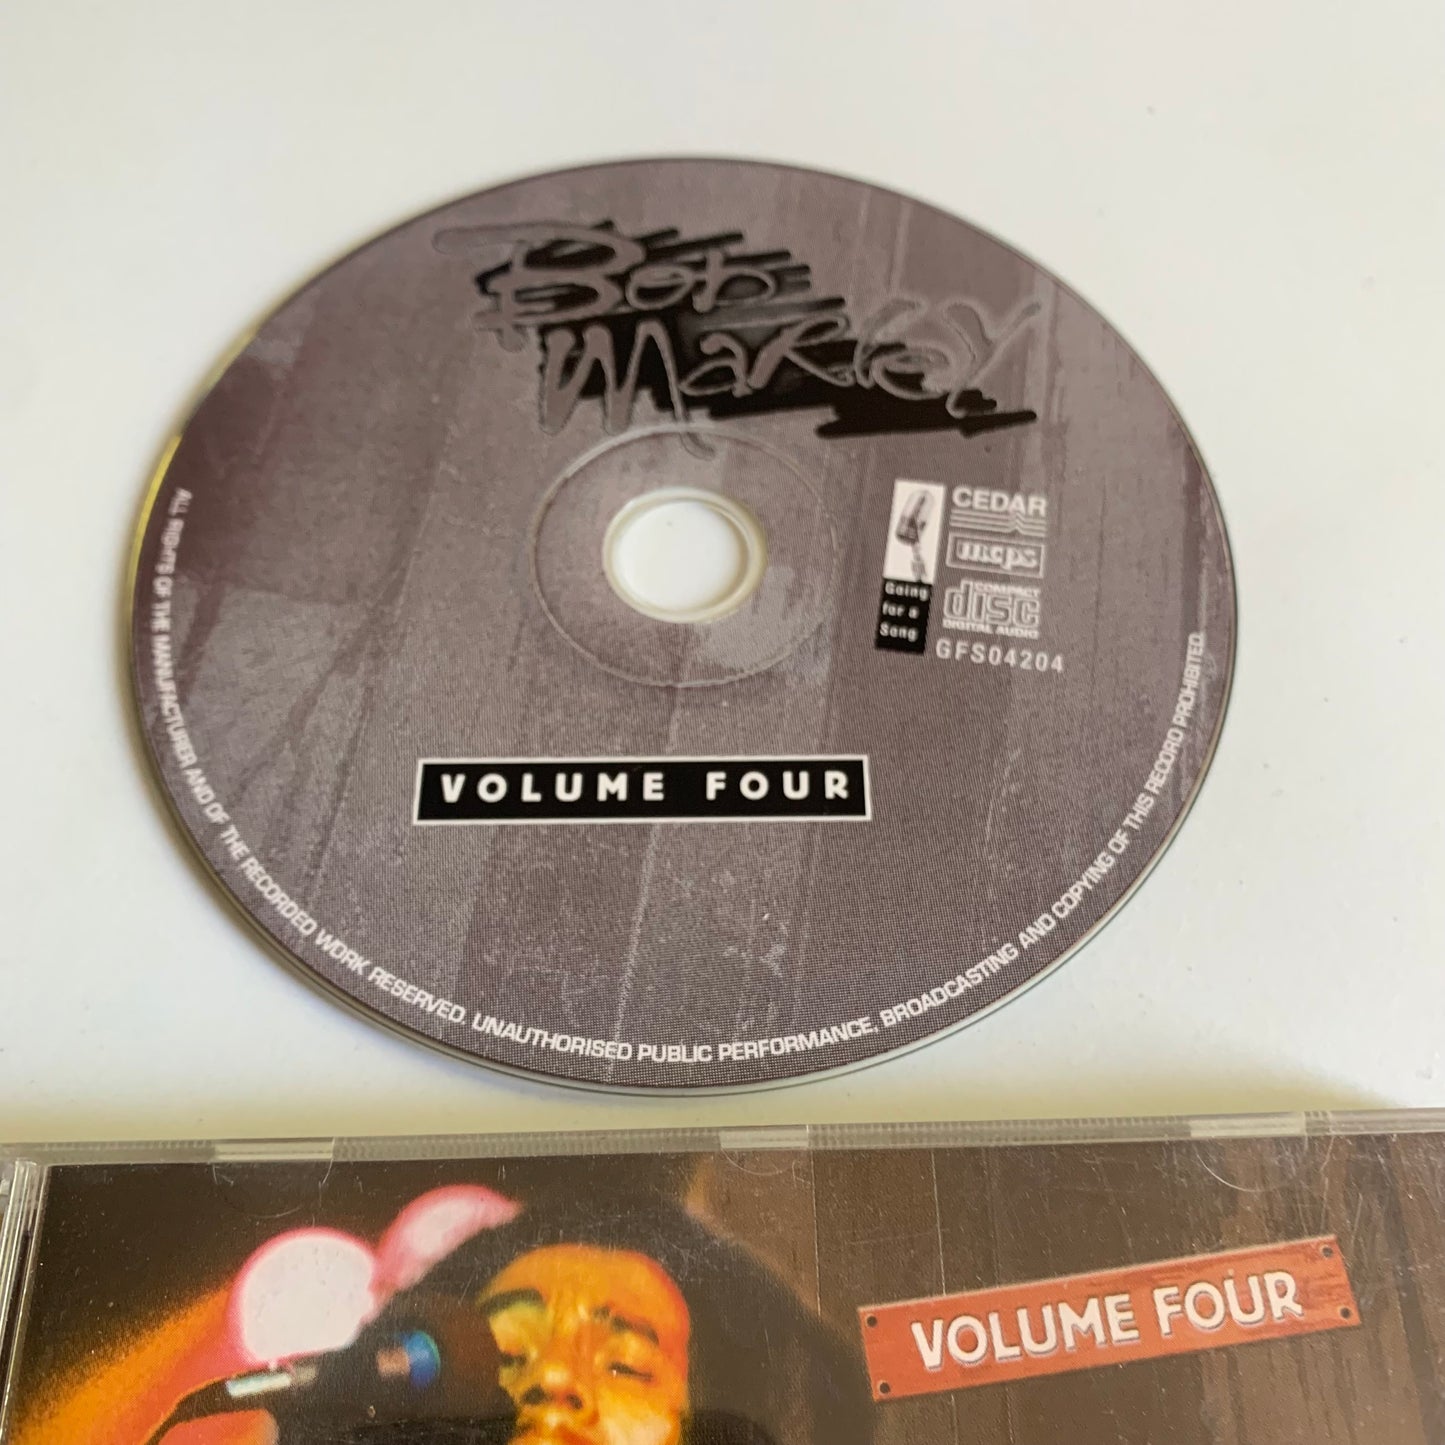 Bob
Marley
CEDAR
mcps
COMPACT
disc
DIGITAL AUDIO
Going
for a
Song
GFS04204
VOLUME FOUR
ALL RIGHTS OF THE MANUFACTURER AND OF THE RECORDED WORK RESERVED. UNAUTHORISED PUBLIC PERFORMANCE, BROADCASTING AND COPYING OF THIS RECORD PROHIBITED.
VOLUME FOUR